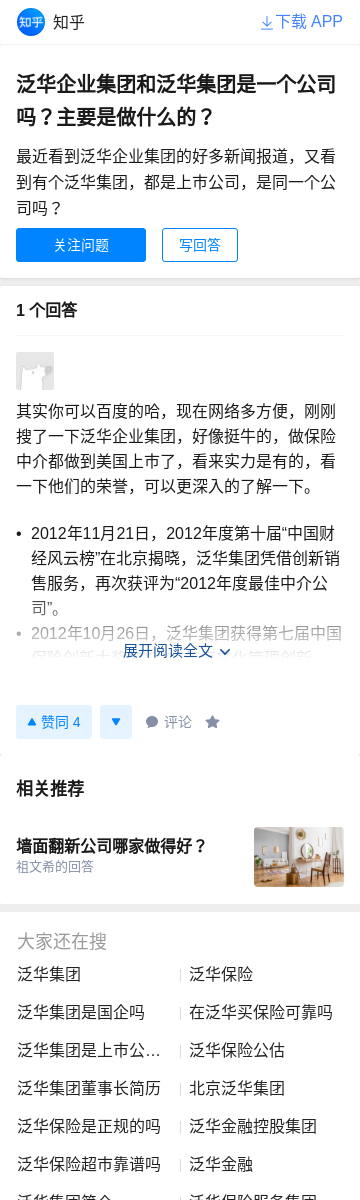 知乎 知乎
下载 APP
泛华企业集团和泛华集团是一个公司
吗？主要是做什么的？
最近看到泛华企业集团的好多新闻报道，又看
到有个泛华集团，都是上市公司，是同一个公
司吗？
关注问题 写回答
1 个回答
其实你可以百度的哈，现在网络多方便，刚刚
搜了一下泛华企业集团，好像挺牛的，做保险
中介都做到美国上市了，看来实力是有的，看
一下他们的荣誉，可以更深入的了解一下。
• 2012年11月21日，2012年度第十届“中国财
经风云榜”在北京揭晓，泛华集团凭借创新销
售服务，再次获评为“2012年度最佳中介公
司”。
• 2012年10月26日，泛华集团获得第七届中国
展开阅读全文
赞同 4 评论
相关推荐
墙面翻新公司哪家做得好？
祖文希的回答
大家还在搜
泛华集团 泛华保险
泛华集团是国企吗 在泛华买保险可靠吗
泛华集团是上市公... 泛华保险公估
泛华集团董事长简历 北京泛华集团
泛华保险是正规的吗 泛华金融控股集团
泛华保险超市靠谱吗 泛华金融
泛华集团简介 泛华保险服务集团